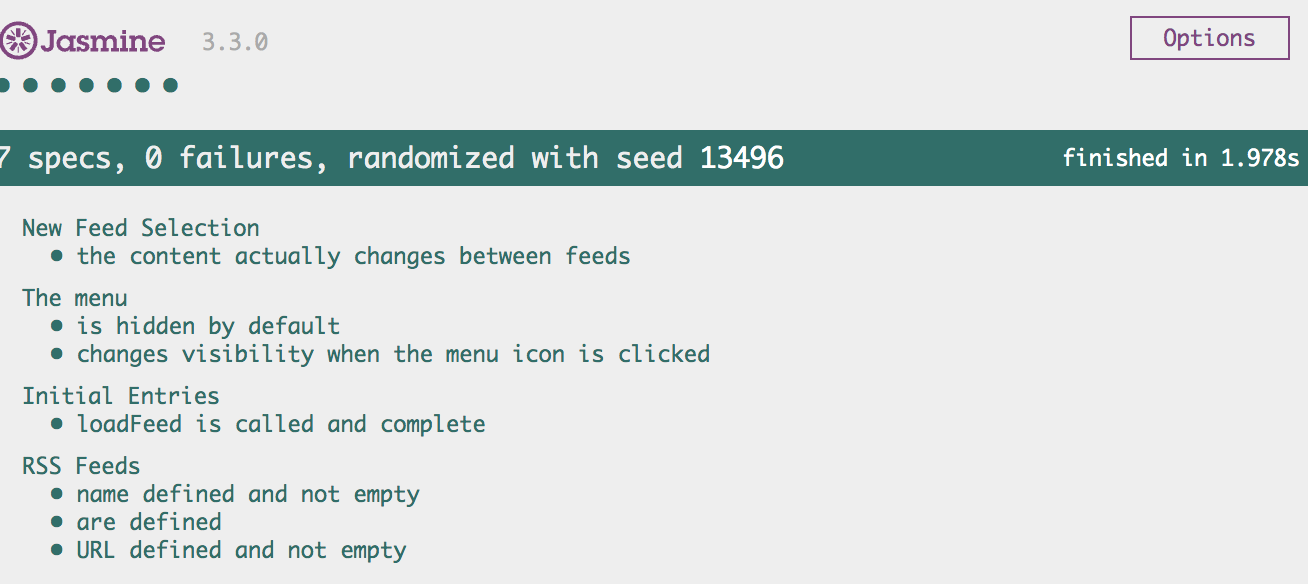 Jasmine 3.3.0
Options
7 specs, 0 failures, randomized with seed 13496
finished in 1.978s
New Feed Selection
the content actually changes between feeds
The menu
is hidden by default
changes visibility when the menu icon is clicked
Initial Entries
loadFeed is called and complete
RSS Feeds
name defined and not empty
are defined
URL defined and not empty